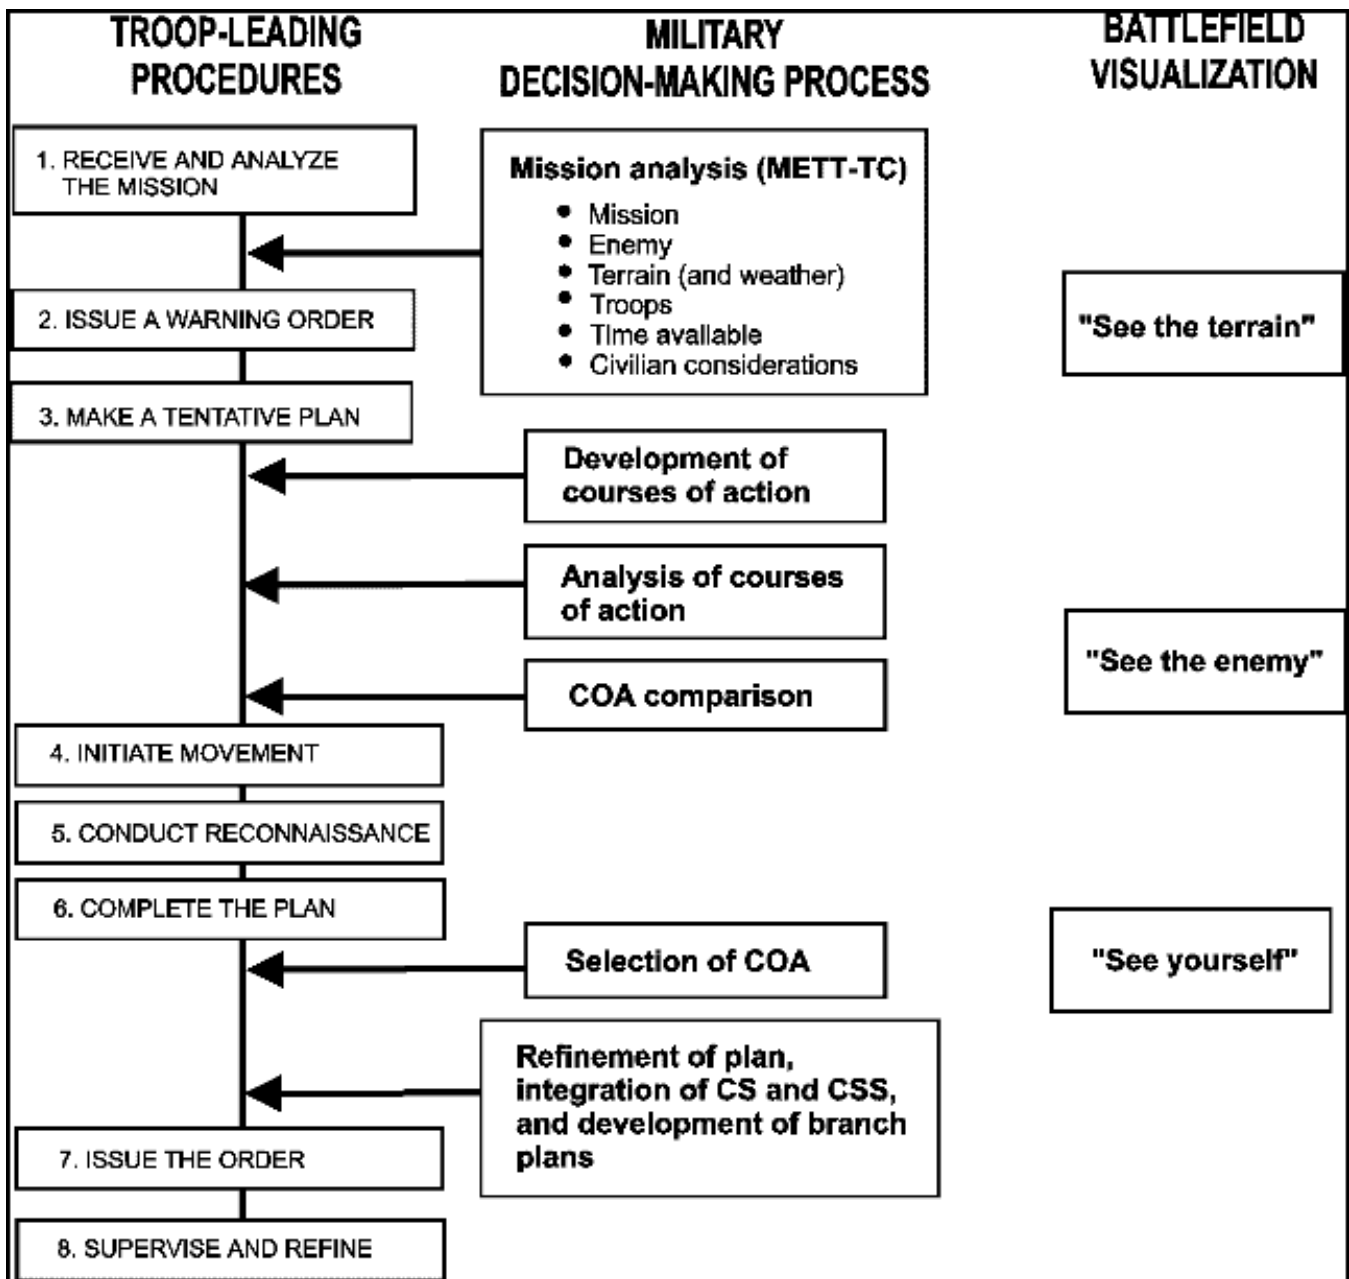 TROOP-LEADING
PROCEDURES
MILITARY
DECISION-MAKING PROCESS
BATTLEFIELD
VISUALIZATION
1. RECEIVE AND ANALYZE
THE MISSION
Mission analysis (METT-TC)
• Mission
• Enemy
• Terrain (and weather)
• Troops
• Time available
• Civilian considerations
2. ISSUE A WARNING ORDER
"See the terrain"
3. MAKE A TENTATIVE PLAN
Development of
courses of action
Analysis of courses
of action
"See the enemy"
COA comparison
4. INITIATE MOVEMENT
5. CONDUCT RECONNAISSANCE
6. COMPLETE THE PLAN
Selection of COA
"See yourself"
Refinement of plan,
integration of CS and CSS,
and development of branch
plans
7. ISSUE THE ORDER
8. SUPERVISE AND REFINE